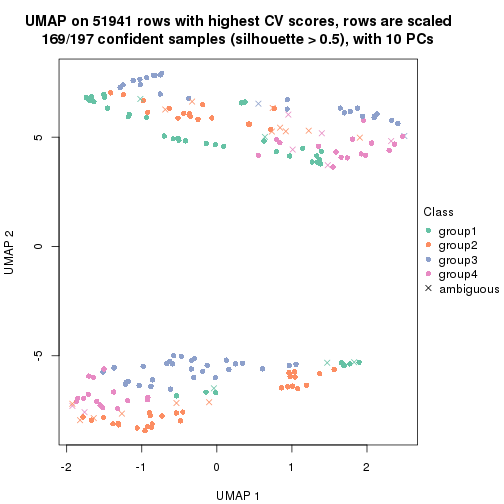 UMAP on 51941 rows with highest CV scores, rows are scaled
169/197 confident samples (silhouette > 0.5), with 10 PCs
5
0
-5
UMAP 2
-2
-1
0
1
2
UMAP 1
Class
group1
group2
group3
group4
ambiguous